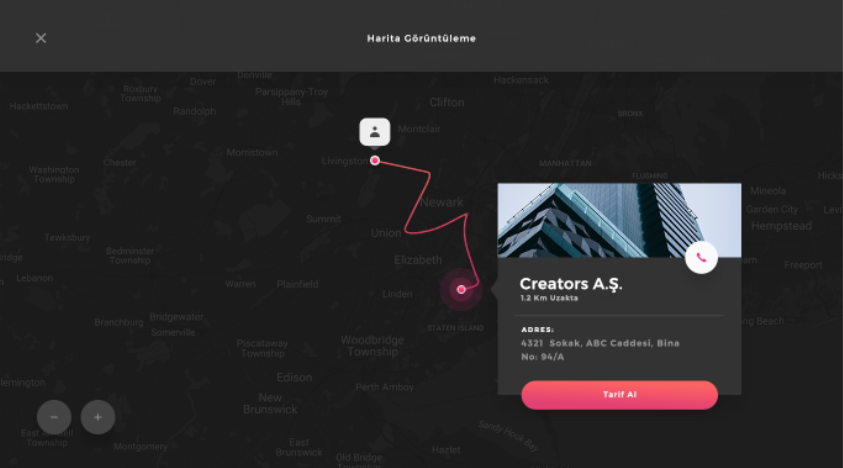 Harita Görüntüleme
Denville
Dover
Hackensack
Roxbury
Township
Parsippany-Troy
Hills
Hackettstown
Randolph
Clifton
BRONX
Montclair
Morristown
Chester
Livingston
MANHATTAN
Washington
Township
FLUSHING
Hicks
Mineola
Newark
Garden City
Levi
Summit
Hempstead
Union
Tewksbury
Bedminster
Township
Elizabeth
Freeport
Lebanon
Warren
Plainfield
Linden
Creators A.Ş.
1.2 Km Uzakta
Bridgewater
Branchburg
Somerville
STATEN ISLAND
ng Beach
ADRES:
4321 Sokak, ABC Caddesi, Bina
No: 94/A
Piscataway
Township
Woodbridge
Township
Edison
Perth Amboy
lemington
Tarif Al
New
Brunswick
Montgomery
East
Brunswick
Old Bridge
Township
Hazlet
Sandy Hook Bay